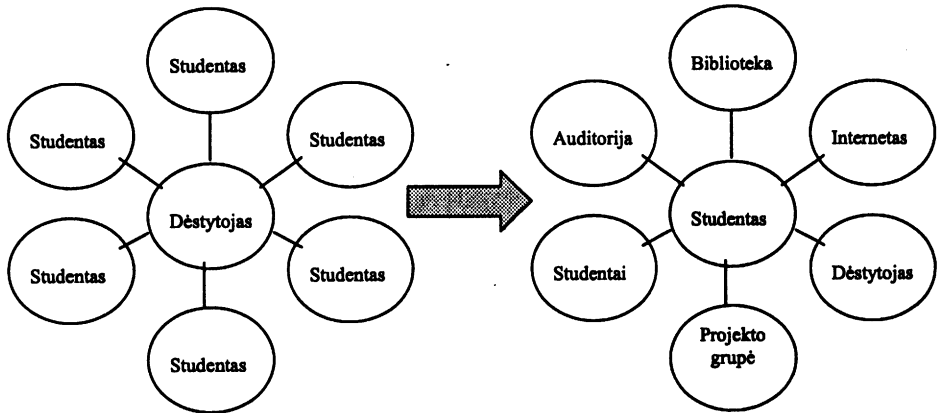 Studentas
Studentas
Studentas
Dėstytojas
Studentas
Studentas
Studentas
Biblioteka
Auditorija
Internetas
Studentas
Studentai
Dėstytojas
Projekto
grupė